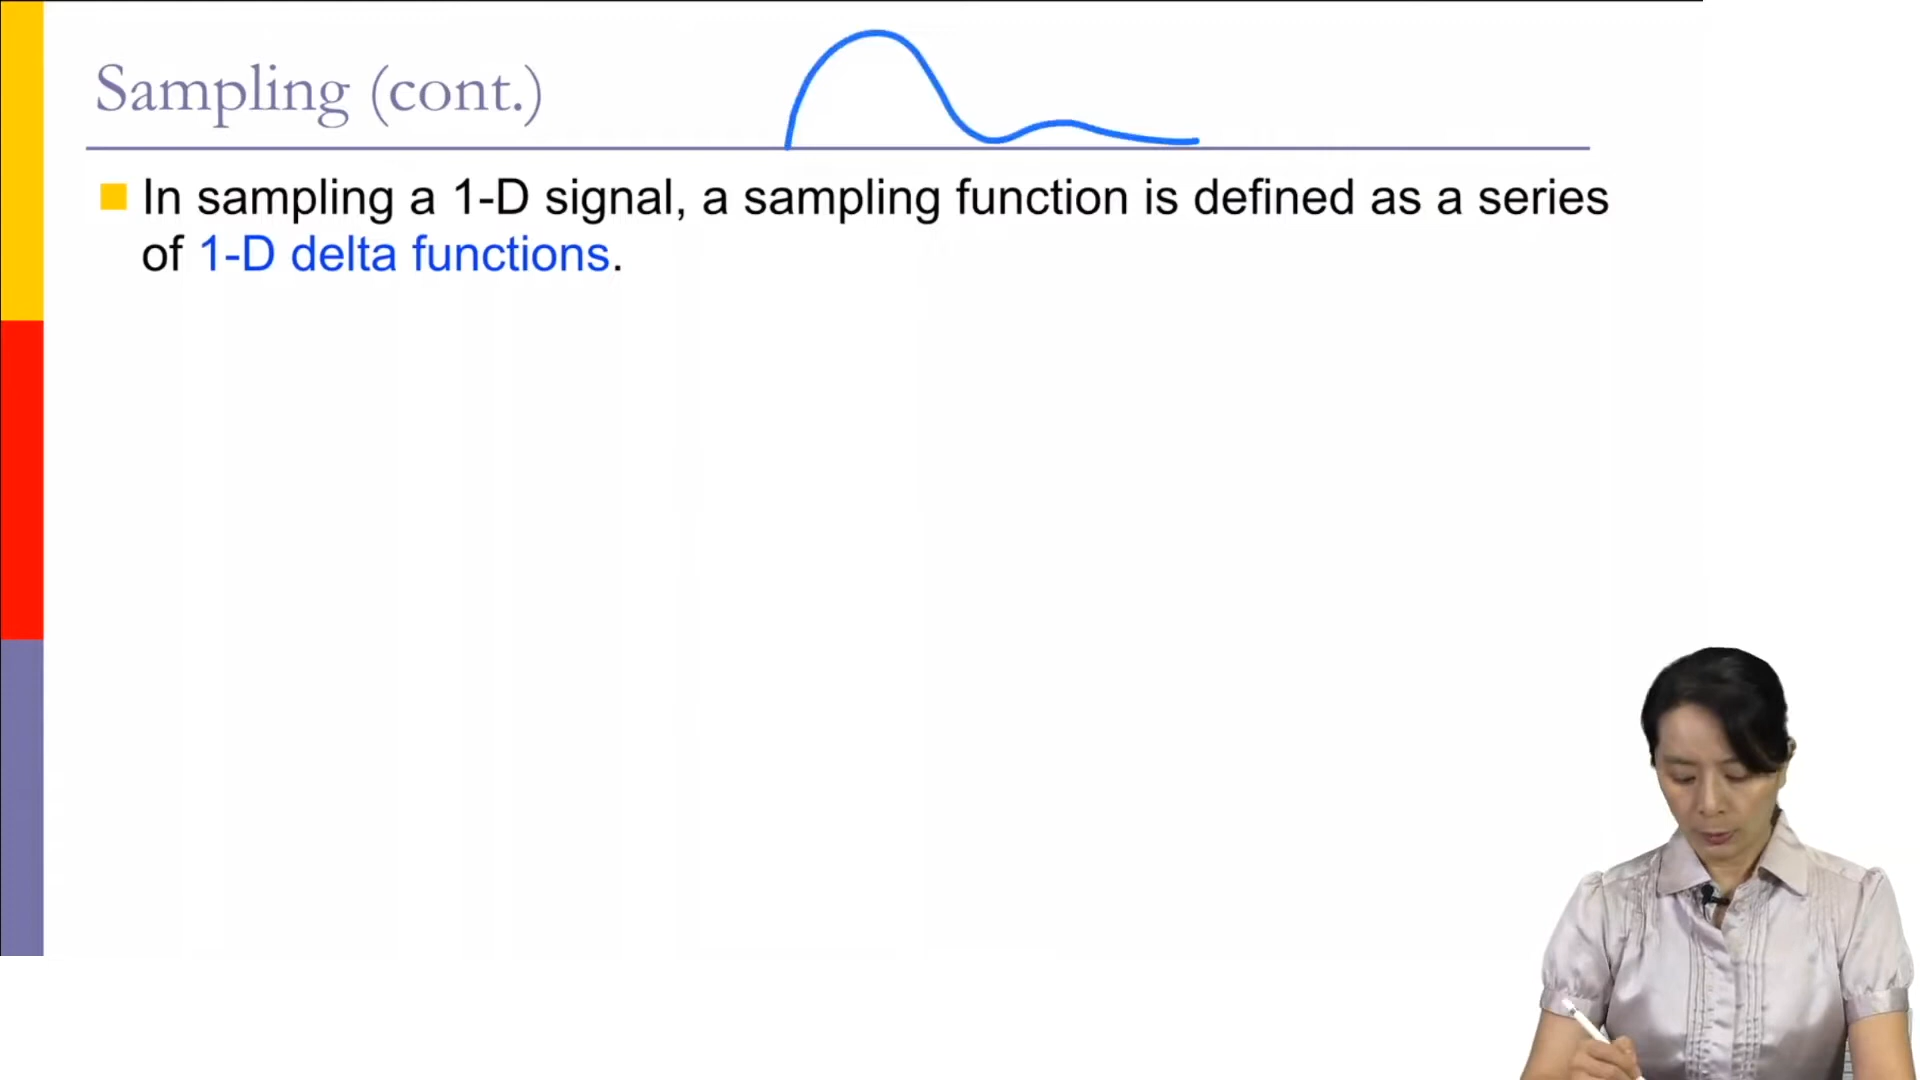 Sampling (cont.)
In sampling a 1-D signal, a sampling function is defined as a series
of 1-D delta functions.